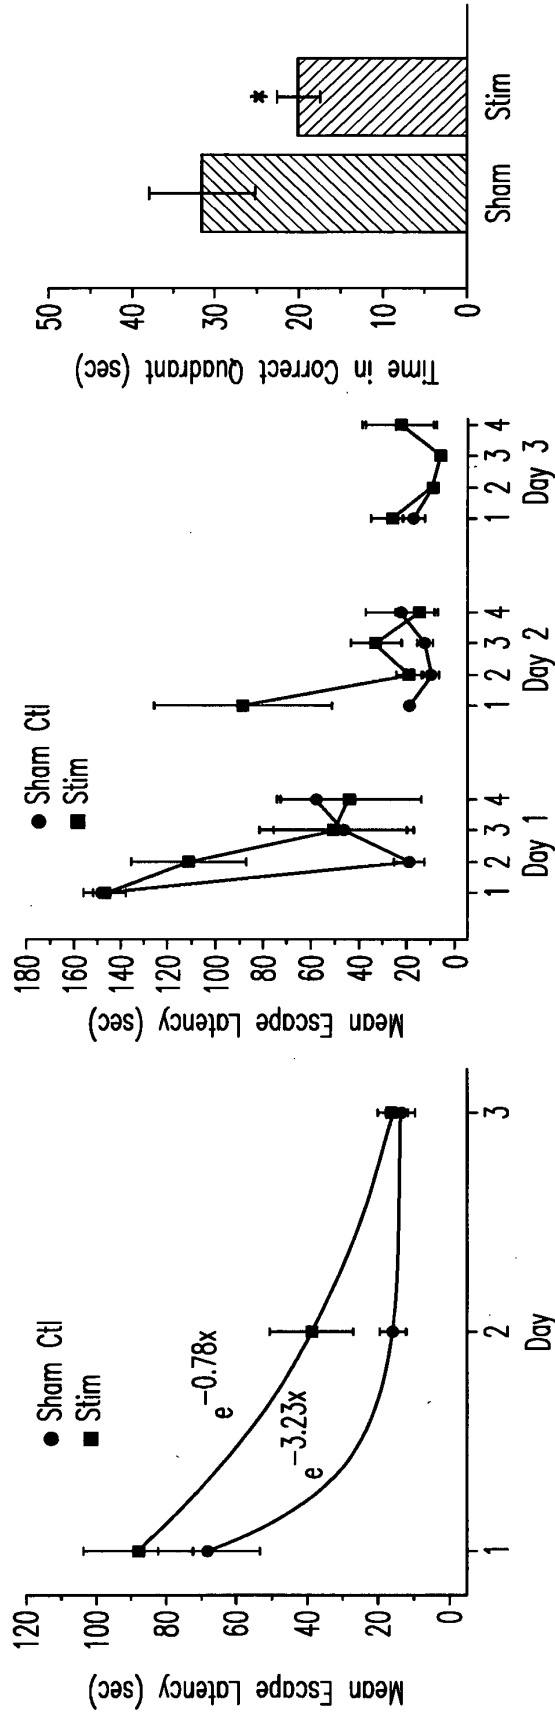 Mean Escape Latency (sec)
120
100
80
60
40
20
0
● Sham Ctl
■ Stim
e^-0.78x
e^-3.23x
1 2 3
Day
Mean Escape Latency (sec)
180
160
140
120
100
80
60
40
20
0
● Sham Ctl
■ Stim
1 2 3 4 1 2 3 4 1 2 3 4
Day 1 Day 2 Day 3
Time in Correct Quadrant (sec)
50
40
30
20
10
0
*
Sham Stim